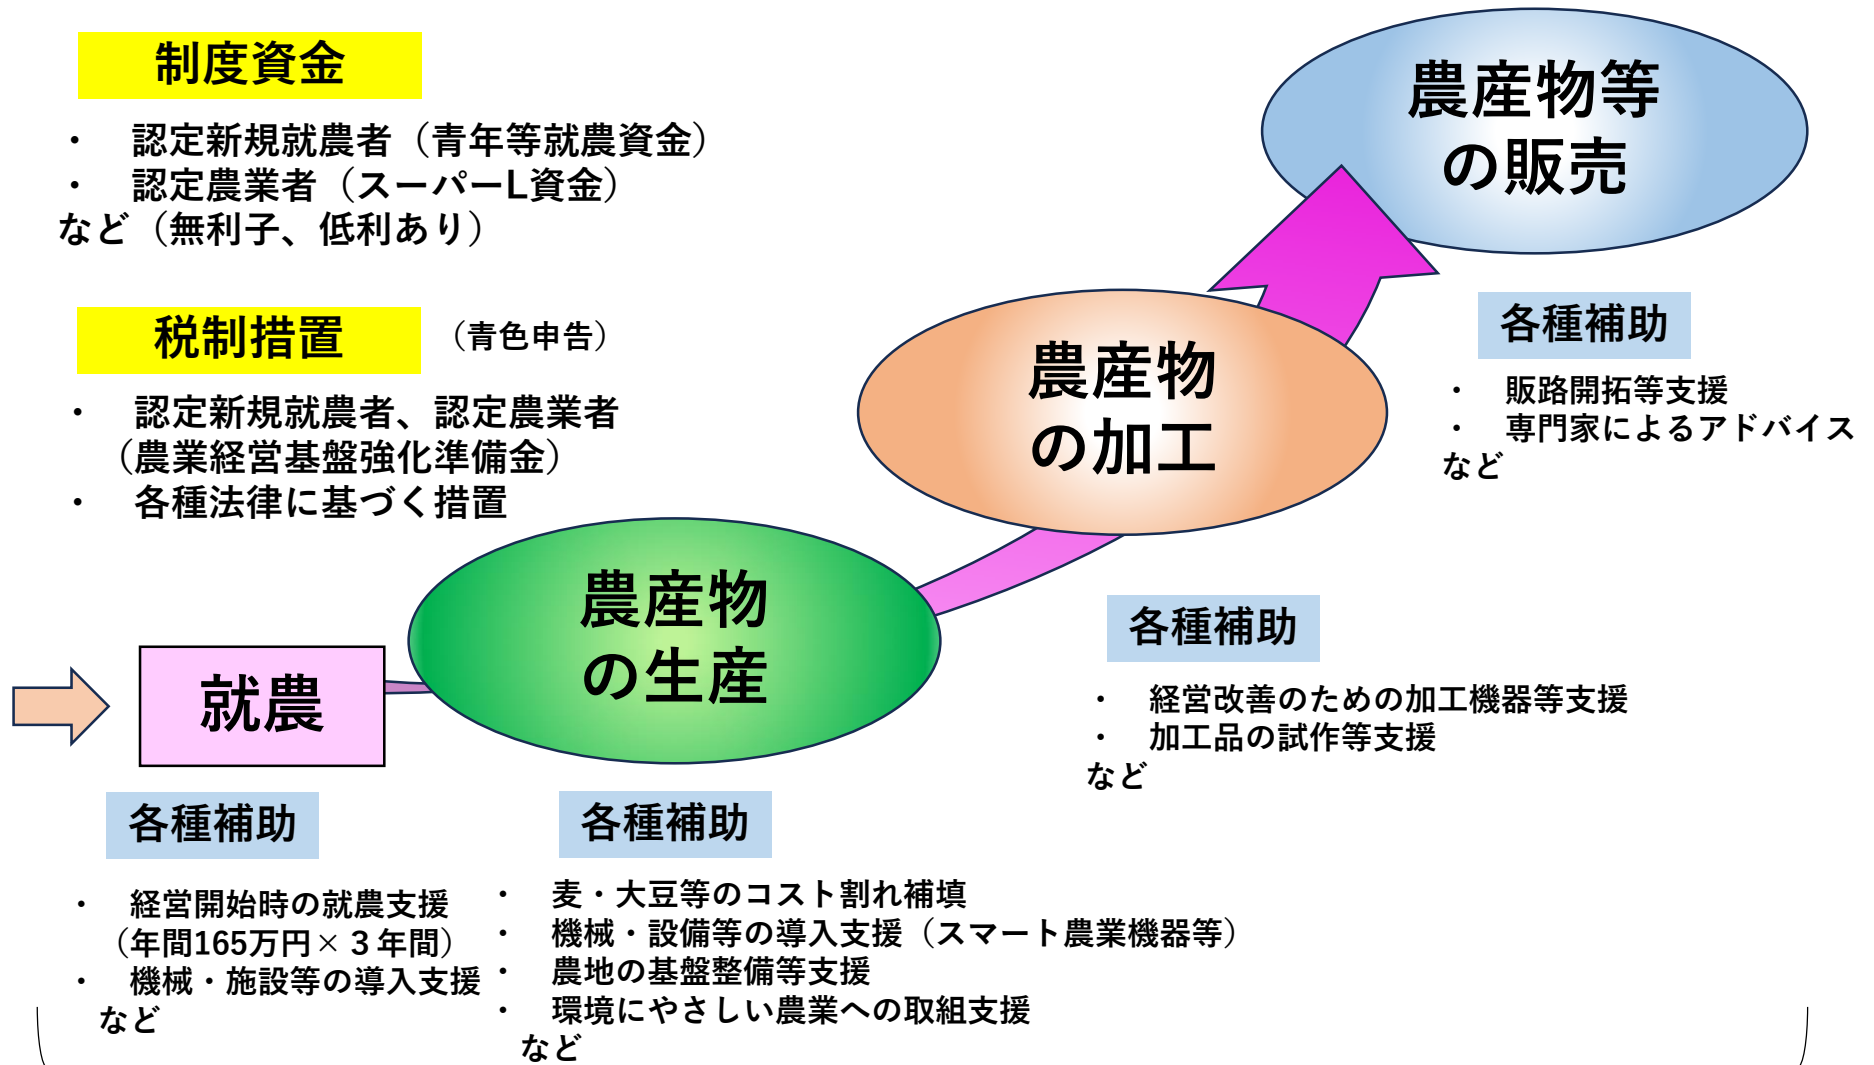 制度資金
・　認定新規就農者（青年等就農資金）
・　認定農業者（スーパーL資金）
など（無利子、低利あり）
税制措置　（青色申告）
・　認定新規就農者、認定農業者
（農業経営基盤強化準備金）
・　各種法律に基づく措置
就農
各種補助
・　経営開始時の就農支援
（年間165万円×３年間）
・　機械・施設等の導入支援
など
農産物
の生産
各種補助
・　麦・大豆等のコスト割れ補填
・　機械・設備等の導入支援（スマート農業機器等）
・　農地の基盤整備等支援
・　環境にやさしい農業への取組支援
など
農産物
の加工
各種補助
・　経営改善のための加工機器等支援
・　加工品の試作等支援
など
農産物等
の販売
各種補助
・　販路開拓等支援
・　専門家によるアドバイス
など